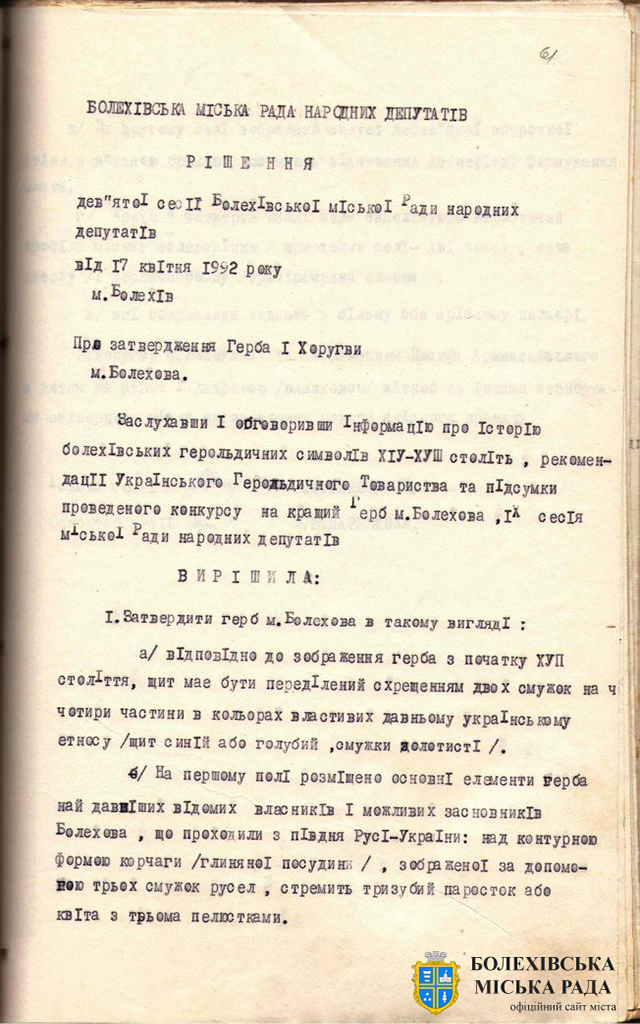 61
БОЛЕХІВСЬКА МІСЬКА РАДА НАРОДНИХ ДЕПУТАТІВ
Р І Ш Е Н Н Я
дев"ятої сесії Болехівської міської Ради народних
депутатів
від 17 квітня 1992 року
м.Болехів
Про затвердження Герба і Хоругви
м.Болехова.
Заслухавши і обговоривши інформацію про історію
болехівських герольдичних символів ХІУ-ХУШ століть , рекомен-
дації Українського Герольдичного Товариства та підсумки
проведеного конкурсу на кращий Герб м.Болехова ,ІХ сесія
міської Ради народних депутатів
В И Р І Ш И Л А:
І.Затвердити герб м.Болехова в такому вигляді :
а/ відповідно до зображення герба з початку ХУП
століття, щит має бути переділений схрещенням двох смужок на ч
чотири частини в кольорах властивих давньому українському
етносу /щит синій або голубий ,смужки золотисті /.
б/ На першому полі розміщено основні елементи герба
най давніших відомих власників і можливих засновників
Болехова , що проходили з півдня Русі-України: над контурною
формою корчаги /глиняної посудини / , зображеної за допомо-
гою трьох смужок русел , стремить тризубий паросток або
квіта з трьома пелюстками.
БОЛЕХІВСЬКА
МІСЬКА РАДА
офіційний сайт міста